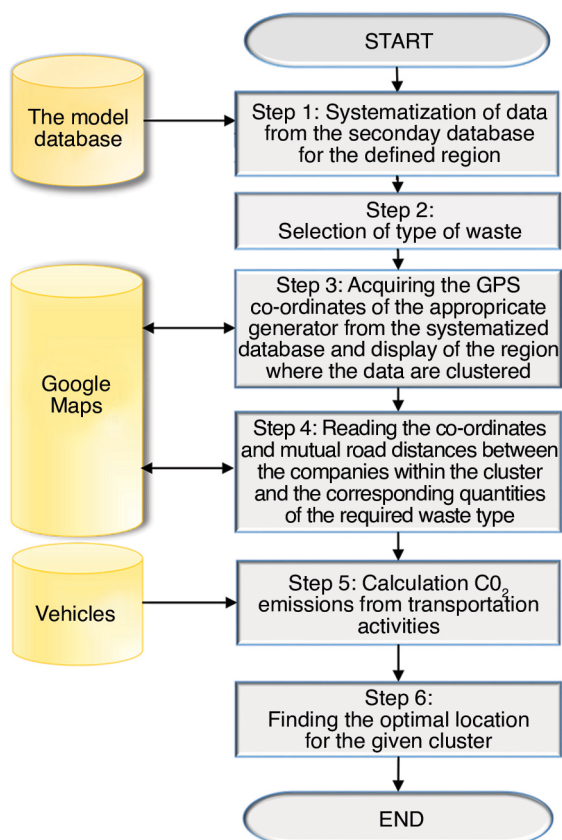 START
The model
database
Step 1: Systematization of data
from the seconday database
for the defined region
Step 2:
Selection of type of waste
Google
Maps
Step 3: Acquiring the GPS
co-ordinates of the appropricate
generator from the systematized
database and display of the region
where the data are clustered
Step 4: Reading the co-ordinates
and mutual road distances between
the companies within the cluster
and the corresponding quantities
of the required waste type
Vehicles
Step 5: Calculation C0₂
emissions from transportation
activities
Step 6:
Finding the optimal location
for the given cluster
END